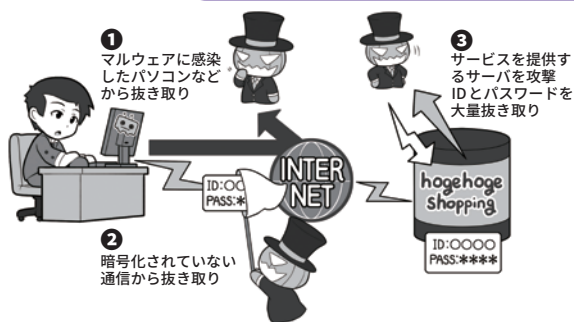 ❶
マルウェアに感染
したパソコンなど
から抜き取り
❸
サービスを提供す
るサーバを攻撃
IDとパスワードを
大量抜き取り
INTER
NET
ID:○○
PASS:*
hogehoge
shopping
ID:○○○○
PASS:****
❷
暗号化されていない
通信から抜き取り